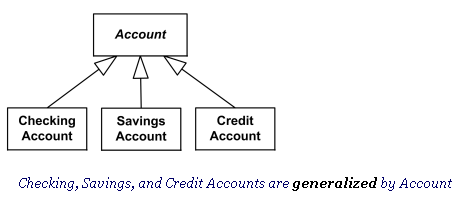 Account
Checking
Account
Savings
Account
Credit
Account
Checking, Savings, and Credit Accounts are generalized by Account